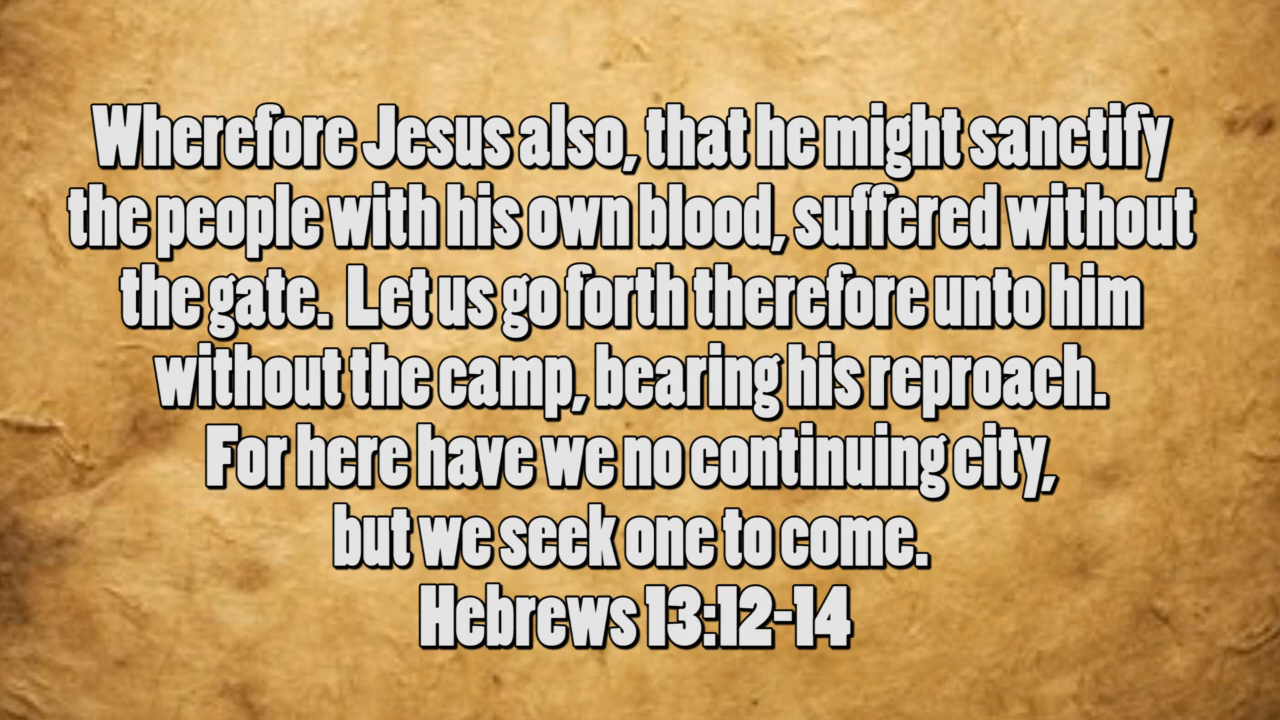 Wherefore Jesus also, that he might sanctify
the people with his own blood, suffered without
the gate.  Let us go forth therefore unto him
without the camp, bearing his reproach.
For here have we no continuing city,
but we seek one to come.
Hebrews 13:12-14